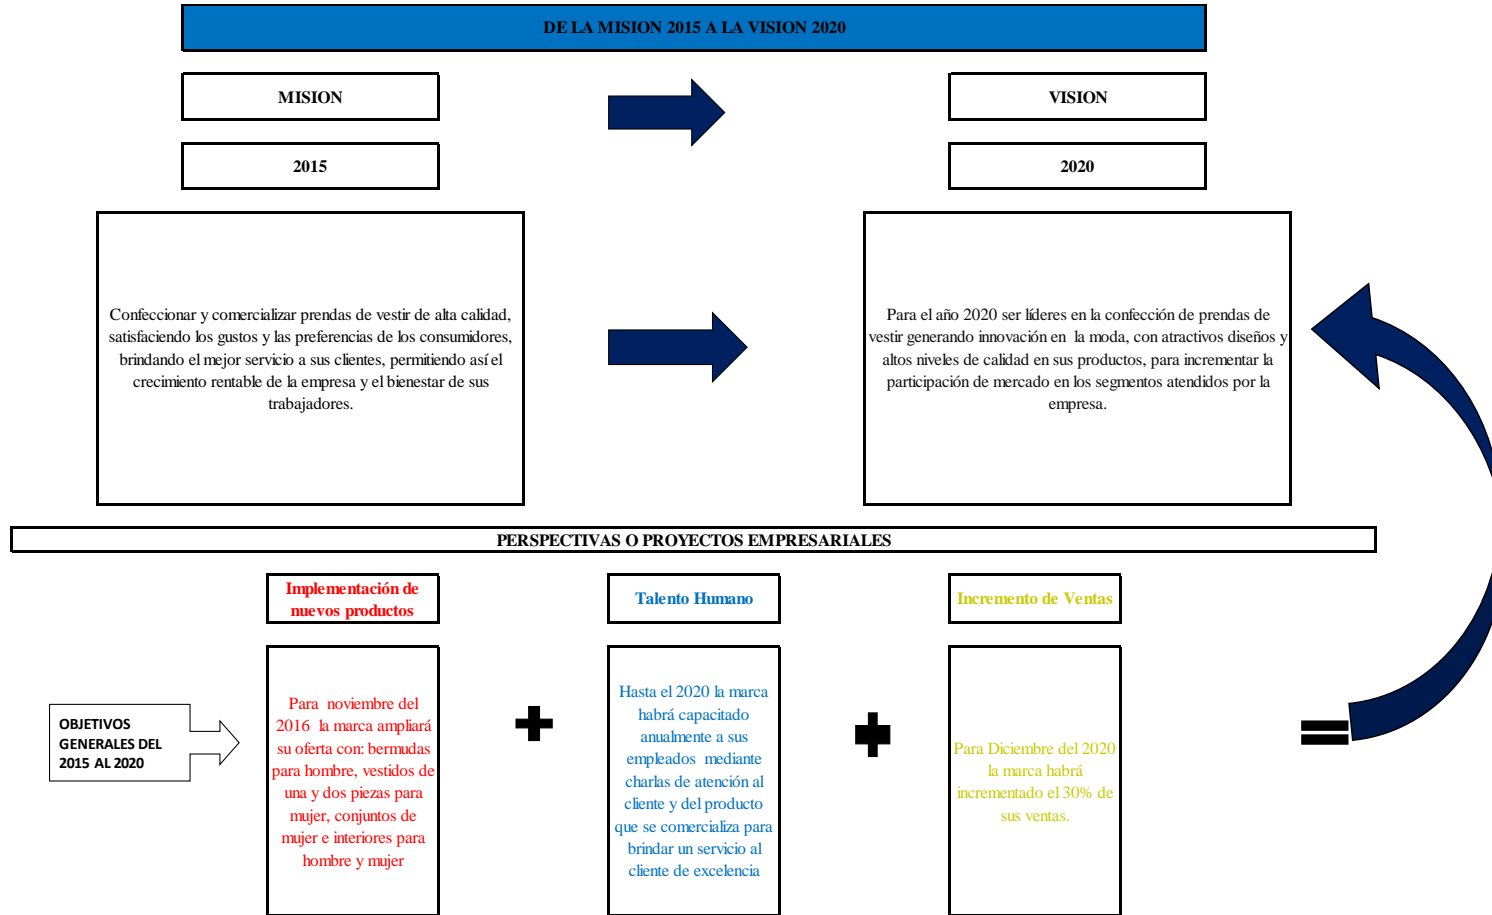 DE LA MISION 2015 A LA VISION 2020
MISION
VISION
2015
2020
Confeccionar y comercializar prendas de vestir de alta calidad,
satisfaciendo los gustos y las preferencias de los consumidores,
brindando el mejor servicio a sus clientes, permitiendo así el
crecimiento rentable de la empresa y el bienestar de sus
trabajadores.
Para el año 2020 ser líderes en la confección de prendas de
vestir generando innovación en la moda, con atractivos diseños y
altos niveles de calidad en sus productos, para incrementar la
participación de mercado en los segmentos atendidos por la
empresa.
PERSPECTIVAS O PROYECTOS EMPRESARIALES
Implementación de
nuevos productos
Talento Humano
Incremento de Ventas
OBJETIVOS
GENERALES DEL
2015 AL 2020
Para noviembre del
2016 la marca ampliará
su oferta con: bermudas
para hombre, vestidos de
una y dos piezas para
mujer, conjuntos de
mujer e interiores para
hombre y mujer
Hasta el 2020 la marca
habrá capacitado
anualmente a sus
empleados mediante
charlas de atención al
cliente y del producto
que se comercializa para
brindar un servicio al
cliente de excelencia
Para Diciembre del 2020
la marca habrá
incrementado el 30% de
sus ventas.